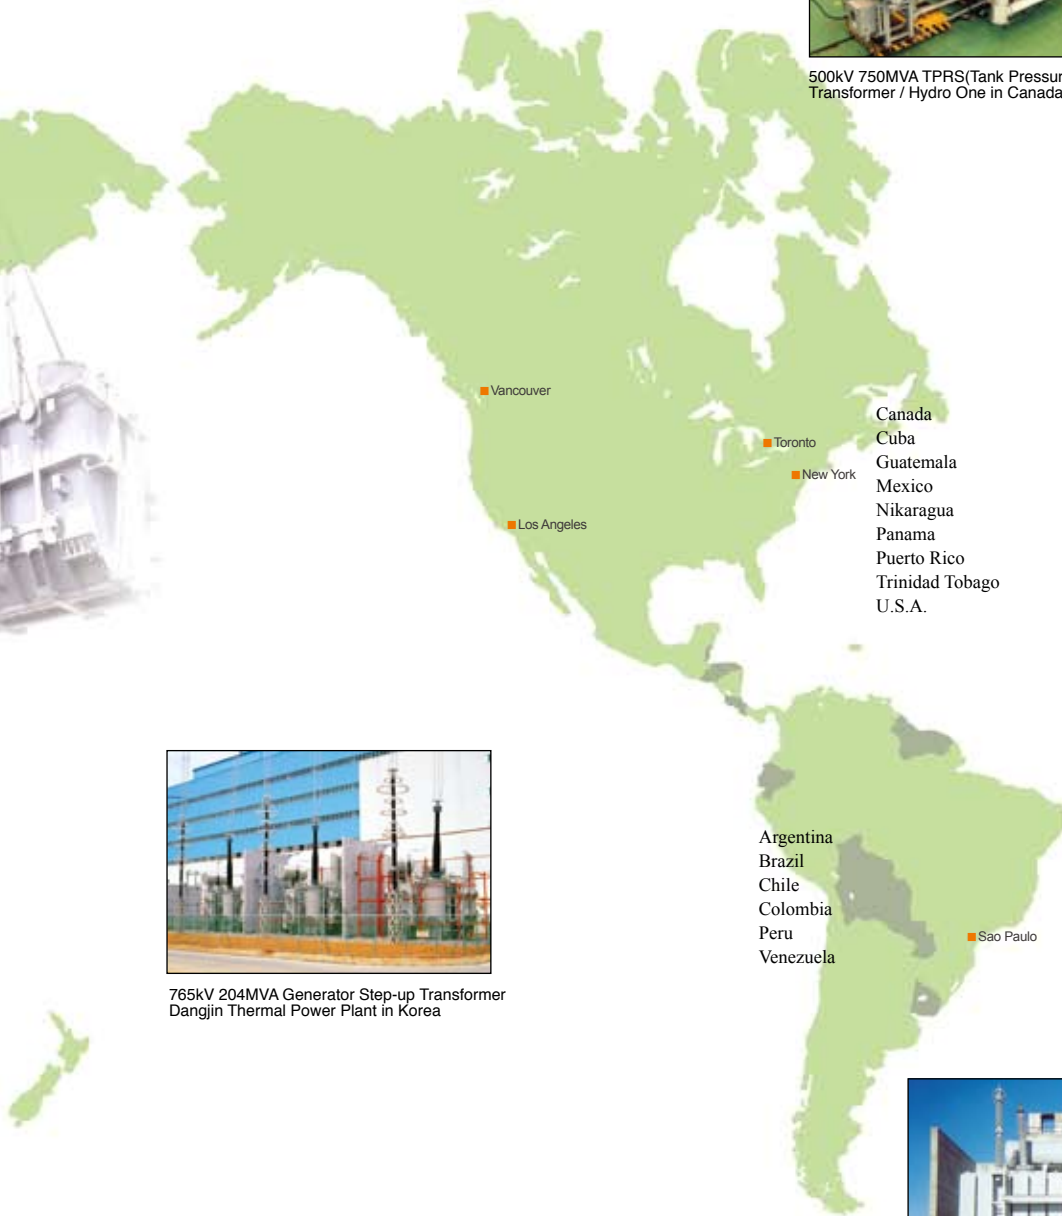 500kV 750MVA TPRS(Tank
Transformer / Hydro One in Canada
Vancouver
Toronto
New York
Los Angeles
Canada
Cuba
Guatemala
Mexico
Nikaragua
Panama
Puerto Rico
Trinidad Tobago
U.S.A.
Argentina
Brazil
Chile
Colombia
Peru
Venezuela
Sao Paulo
765kV 204MVA Generator Step-up Transformer
Dangjin Thermal Power Plant in Korea